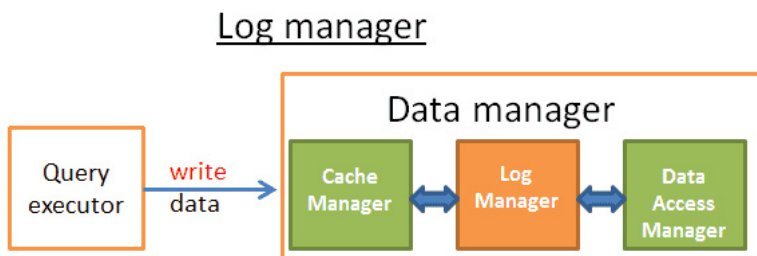 Log manager
Data manager
Query
executor
write
data
Cache
Manager
Log
Manager
Data
Access
Manager